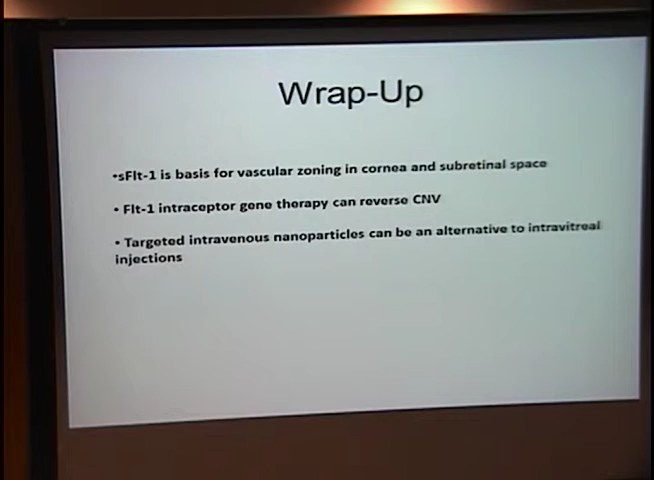 Wrap-Up
•sFlt-1 is basis for vascular zoning in cornea and subretinal space
• Flt-1 intraceptor gene therapy can reverse CNV
• Targeted intravenous nanoparticles can be an alternative to intravitreal
injections